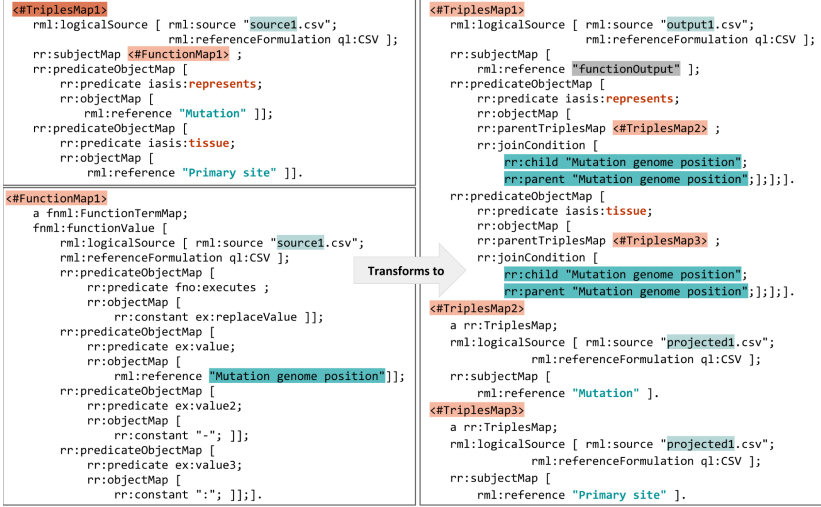 <#TriplesMap1>
rml:logicalSource [ rml:source "source1.csv";
rml:referenceFormulation ql:CSV ];
rr:subjectMap <#FunctionMap1> ;
rr:predicateObjectMap [
rr:predicate iasis:represents;
rr:objectMap [
rml:reference "Mutation" ]];
rr:predicateObjectMap [
rr:predicate iasis:tissue;
rr:objectMap [
rml:reference "Primary site" ]].
<#FunctionMap1>
a fnml:FunctionTermMap;
fnml:functionValue [
rml:logicalSource [ rml:source "source1.csv";
rml:referenceFormulation ql:CSV ];
rr:predicateObjectMap [
rr:predicate fno:executes ;
rr:objectMap [
rr:constant ex:replaceValue ]];
rr:predicateObjectMap [
rr:predicate ex:value;
rr:objectMap [
rml:reference "Mutation genome position"]];
rr:predicateObjectMap [
rr:predicate ex:value2;
rr:objectMap [
rr:constant "-"; ]];
rr:predicateObjectMap [
rr:predicate ex:value3;
rr:objectMap [
rr:constant ":"; ]];].
Transforms to
<#TriplesMap1>
rml:logicalSource [ rml:source "output1.csv";
rml:referenceFormulation ql:CSV ];
rr:subjectMap [
rml:reference "functionOutput" ];
rr:predicateObjectMap [
rr:predicate iasis:represents;
rr:objectMap [
rr:parentTriplesMap <#TriplesMap2> ;
rr:joinCondition [
rr:child "Mutation genome position";
rr:parent "Mutation genome position";];];].
rr:predicateObjectMap [
rr:predicate iasis:tissue;
rr:objectMap [
rr:parentTriplesMap <#TriplesMap3> ;
rr:joinCondition [
rr:child "Mutation genome position";
rr:parent "Mutation genome position";];];].
<#TriplesMap2>
a rr:TriplesMap;
rml:logicalSource [ rml:source "projected1.csv";
rml:referenceFormulation ql:CSV ];
rr:subjectMap [
rml:reference "Mutation" ].
<#TriplesMap3>
a rr:TriplesMap;
rml:logicalSource [ rml:source "projected1.csv";
rml:referenceFormulation ql:CSV ];
rr:subjectMap [
rml:reference "Primary site" ].